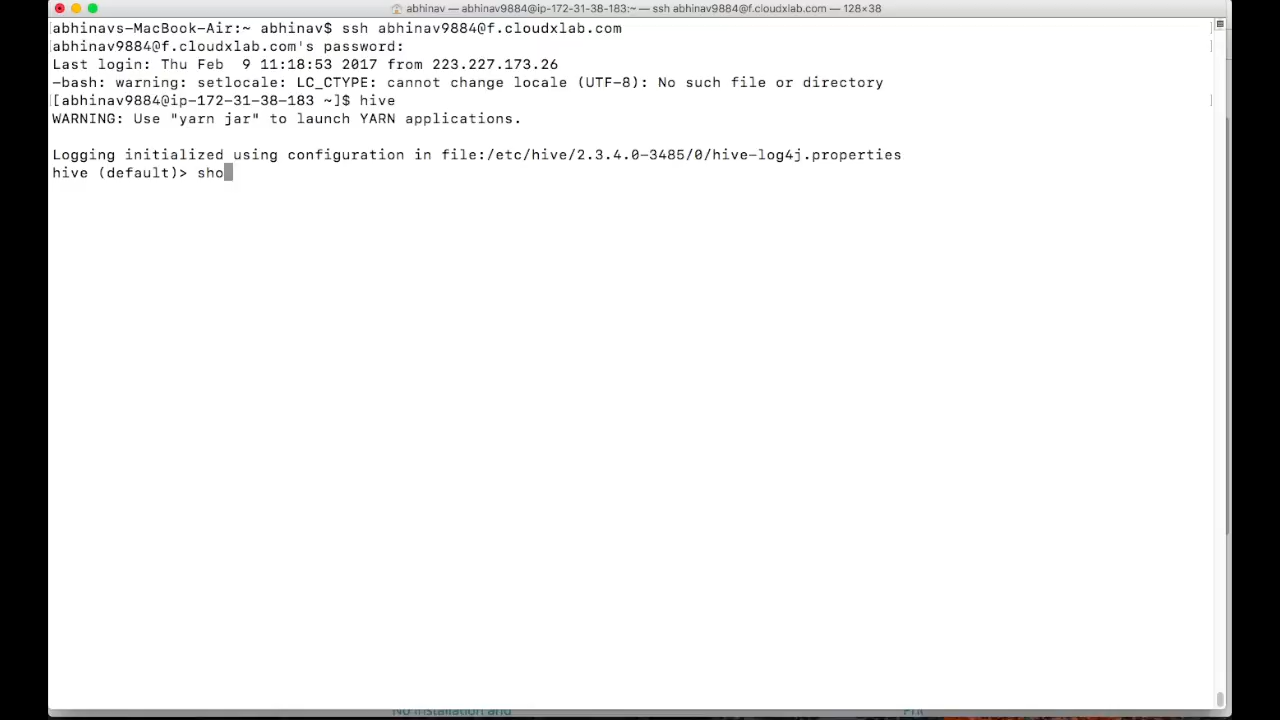 abhinav — abhinav9884@ip-172-31-38-183:~ — ssh abhinav9884@f.cloudxlab.com — 128×38
[abhinavs-MacBook-Air:~ abhinav$ ssh abhinav9884@f.cloudxlab.com ]
[abhinav9884@f.cloudxlab.com's password: ]
Last login: Thu Feb  9 11:18:53 2017 from 223.227.173.26
-bash: warning: setlocale: LC_CTYPE: cannot change locale (UTF-8): No such file or directory
[[abhinav9884@ip-172-31-38-183 ~]$ hive ]
WARNING: Use "yarn jar" to launch YARN applications.
Logging initialized using configuration in file:/etc/hive/2.3.4.0-3485/0/hive-log4j.properties
hive (default)> sho
No installation and